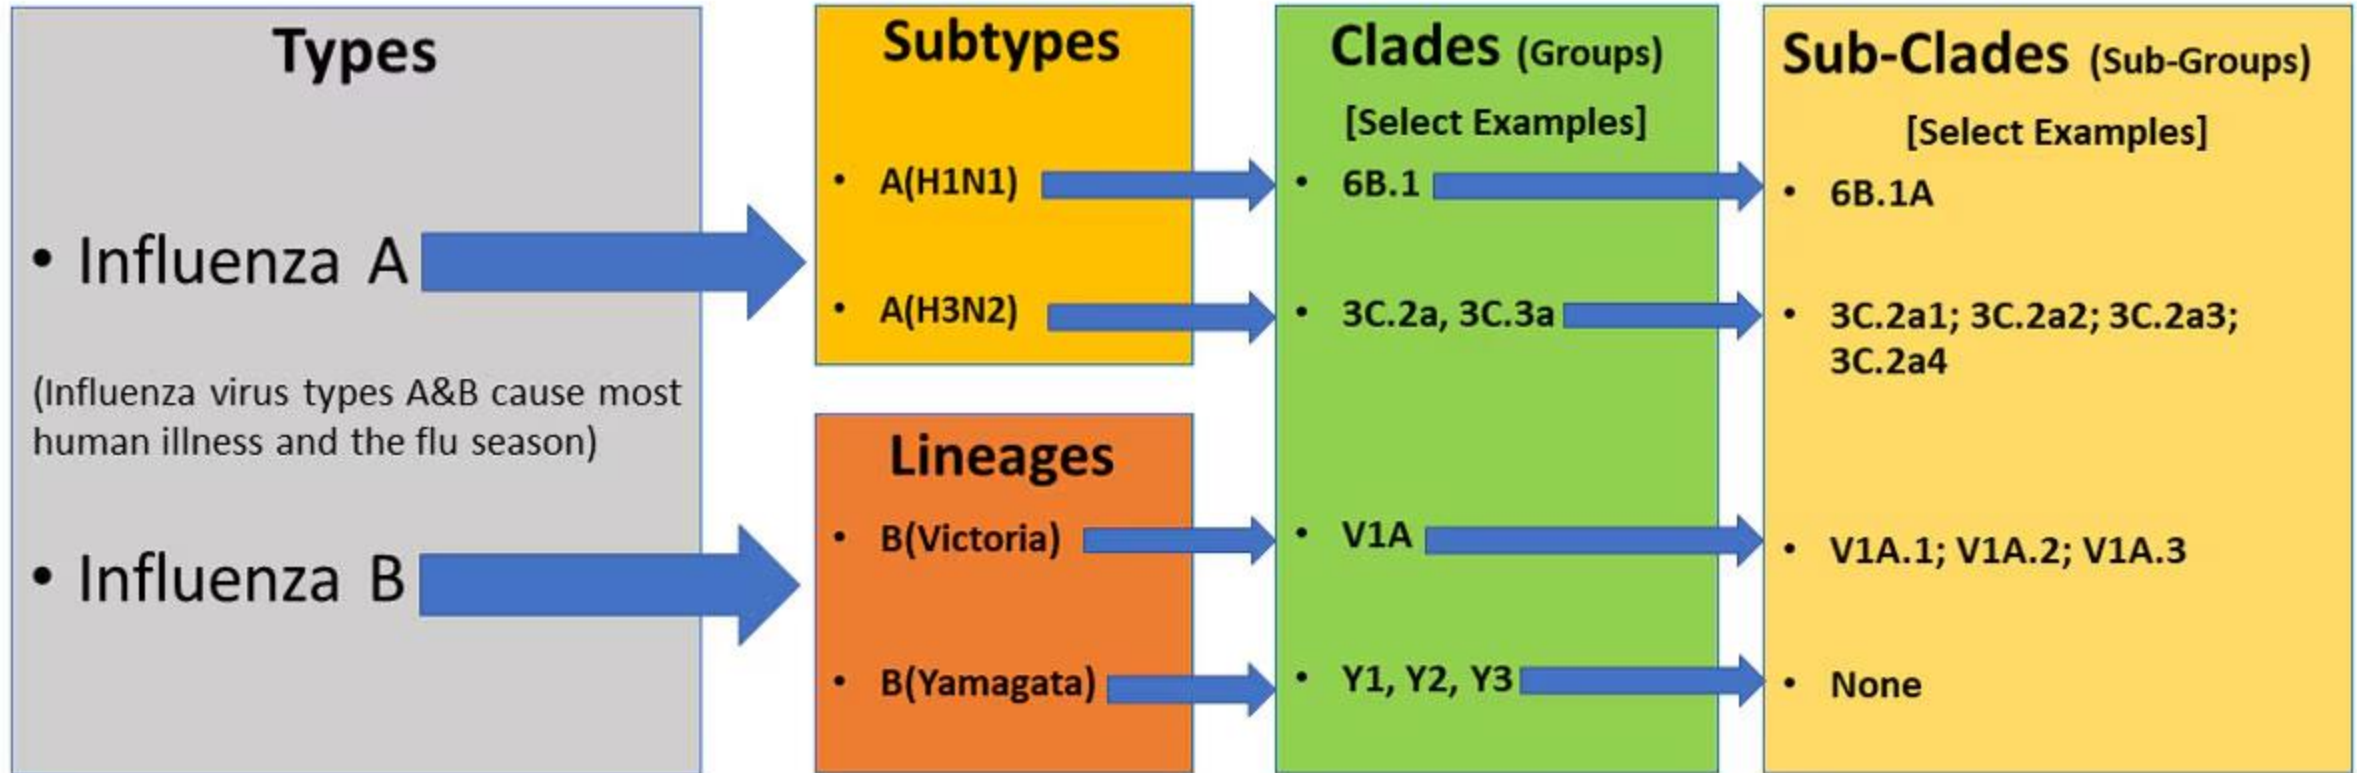 Types
• Influenza A
(Influenza virus types A&B cause most
human illness and the flu season)
• Influenza B
Subtypes
• A(H1N1)
• A(H3N2)
Lineages
• B(Victoria)
• B(Yamagata)
Clades (Groups)
[Select Examples]
• 6B.1
• 3C.2a, 3C.3a
• V1A
• Y1, Y2, Y3
Sub-Clades (Sub-Groups)
[Select Examples]
• 6B.1A
• 3C.2a1; 3C.2a2; 3C.2a3;
3C.2a4
• V1A.1; V1A.2; V1A.3
• None